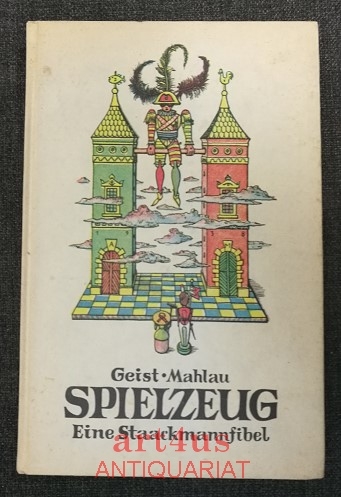 Geist • Mahlau
SPIELZEUG
Eine Staackmannfibel
art4us
ANTIQUARIAT